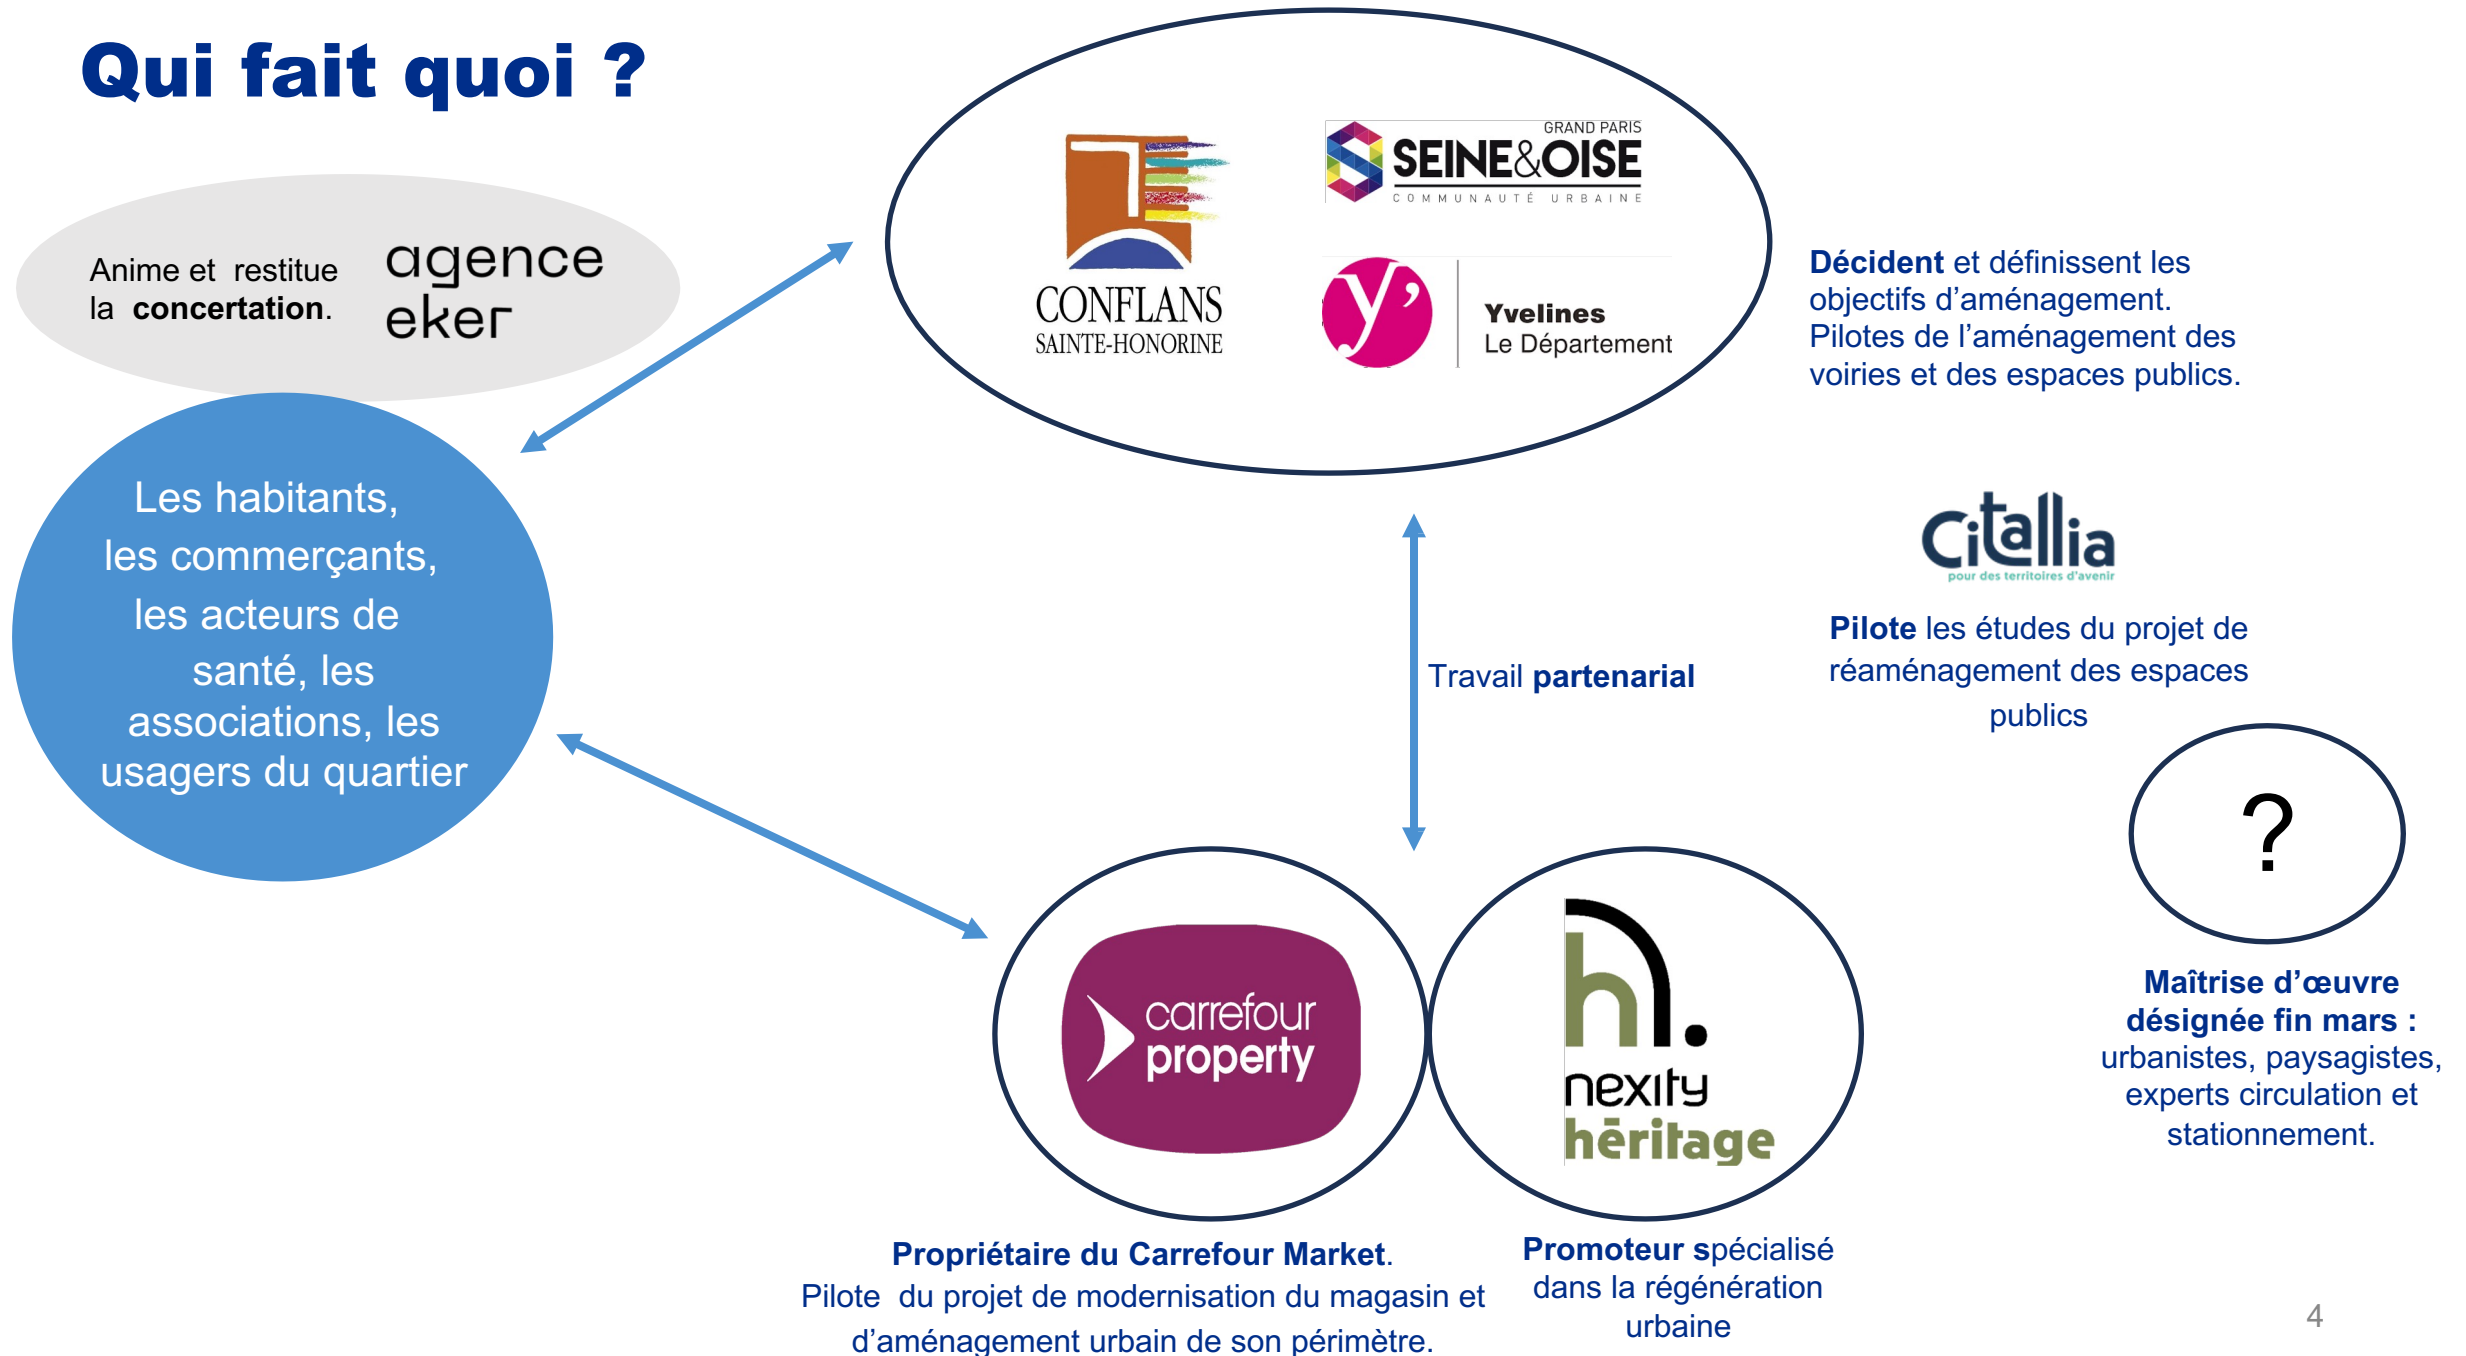 Qui fait quoi ?
Anime et restitue
la concertation.
agence
eker
Les habitants,
les commerçants,
les acteurs de
santé, les
associations, les
usagers du quartier
CONFLANS
SAINTE-HONORINE
GRAND PARIS
SEINE&OISE
COMMUNAUTÉ URBAINE
y'
Yvelines
Le Département
Décident et définissent les
objectifs d’aménagement.
Pilotes de l’aménagement des
voiries et des espaces publics.
Citallia
pour des territoires d'avenir
Pilote les études du projet de
réaménagement des espaces
publics
Travail partenarial
?
Maîtrise d’œuvre
désignée fin mars :
urbanistes, paysagistes,
experts circulation et
stationnement.
carrefour
property
h.
nexity
héritage
Propriétaire du Carrefour Market.
Pilote du projet de modernisation du magasin et
d’aménagement urbain de son périmètre.
Promoteur spécialisé
dans la régénération
urbaine
4